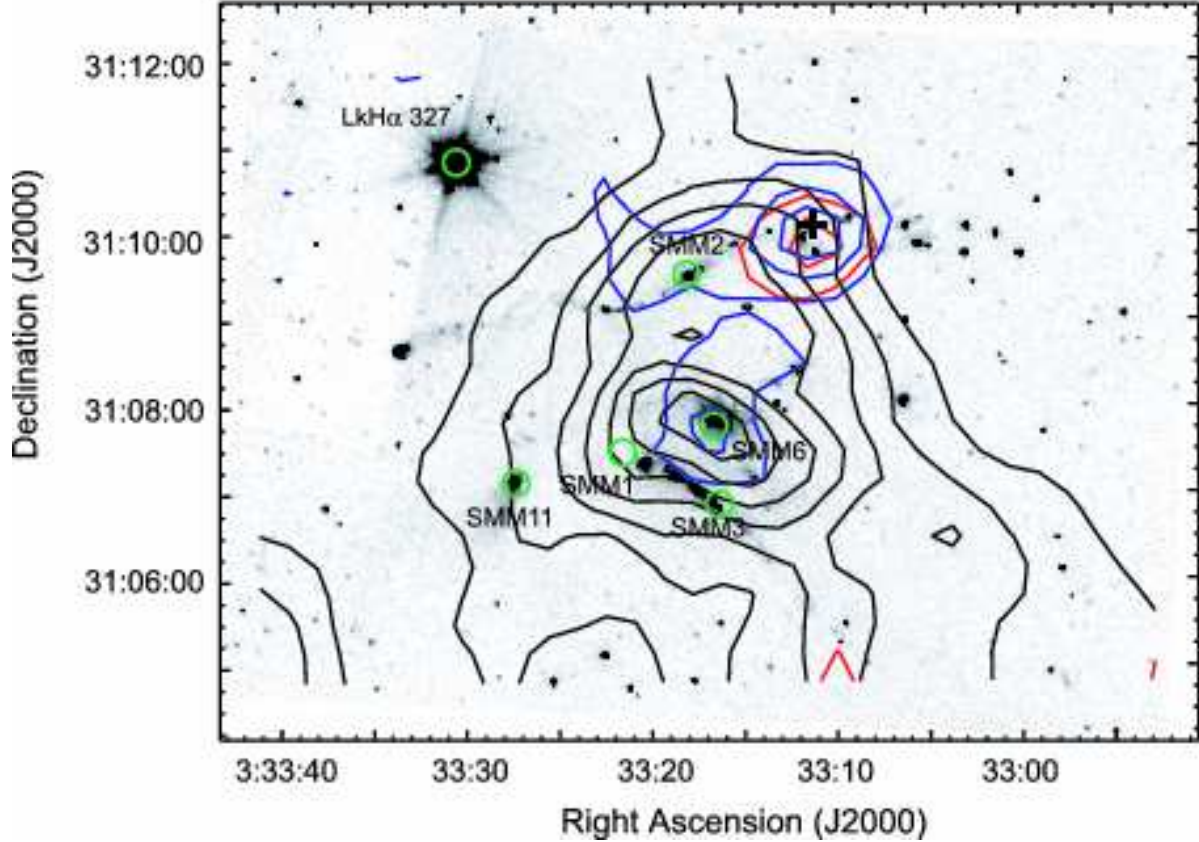 31:12:00
LkHα 327
31:10:00
SMM2
Declination (J2000)
31:08:00
SMM6
SMM1
SMM11
SMM3
31:06:00
3:33:40
33:30
33:20
33:10
33:00
Right Ascension (J2000)